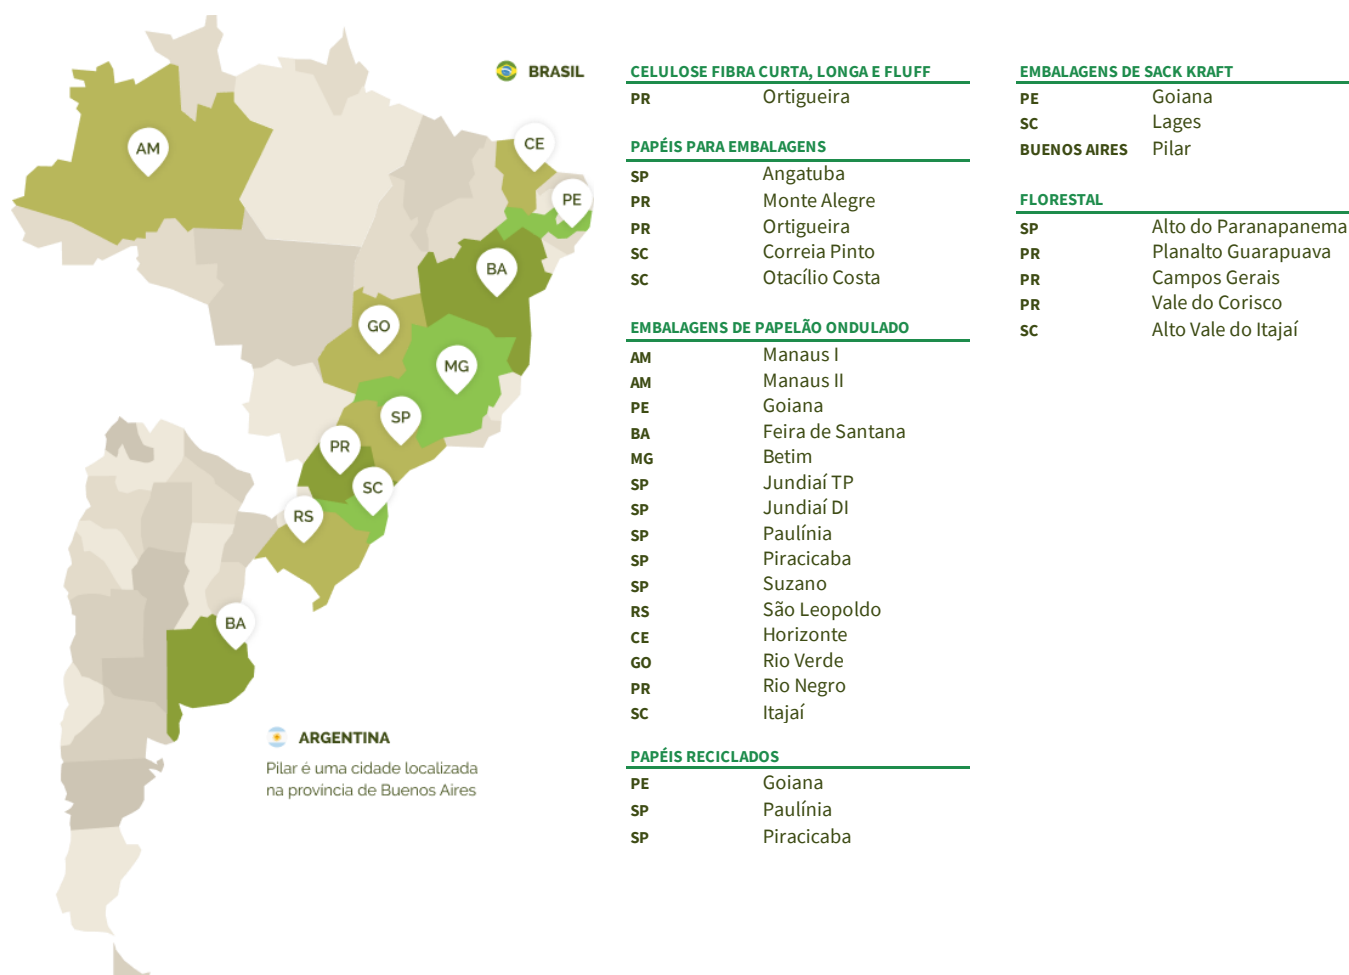 BRASIL
AM
CE
PE
BA
GO
MG
SP
PR
SC
RS
BA
ARGENTINA
Pilar é uma cidade localizada
na província de Buenos Aires
CELULOSE FIBRA CURTA, LONGA E FLUFF
PR Ortigueira
PAPÉIS PARA EMBALAGENS
SP Angatuba
PR Monte Alegre
PR Ortigueira
SC Correia Pinto
SC Otacílio Costa
EMBALAGENS DE PAPELÃO ONDULADO
AM Manaus I
AM Manaus II
PE Goiana
BA Feira de Santana
MG Betim
SP Jundiaí TP
SP Jundiaí DI
SP Paulínia
SP Piracicaba
SP Suzano
RS São Leopoldo
CE Horizonte
GO Rio Verde
PR Rio Negro
SC Itajaí
PAPÉIS RECICLADOS
PE Goiana
SP Paulínia
SP Piracicaba
EMBALAGENS DE SACK KRAFT
PE Goiana
SC Lages
BUENOS AIRES Pilar
FLORESTAL
SP Alto do Paranapanema
PR Planalto Guarapuava
PR Campos Gerais
PR Vale do Corisco
SC Alto Vale do Itajaí